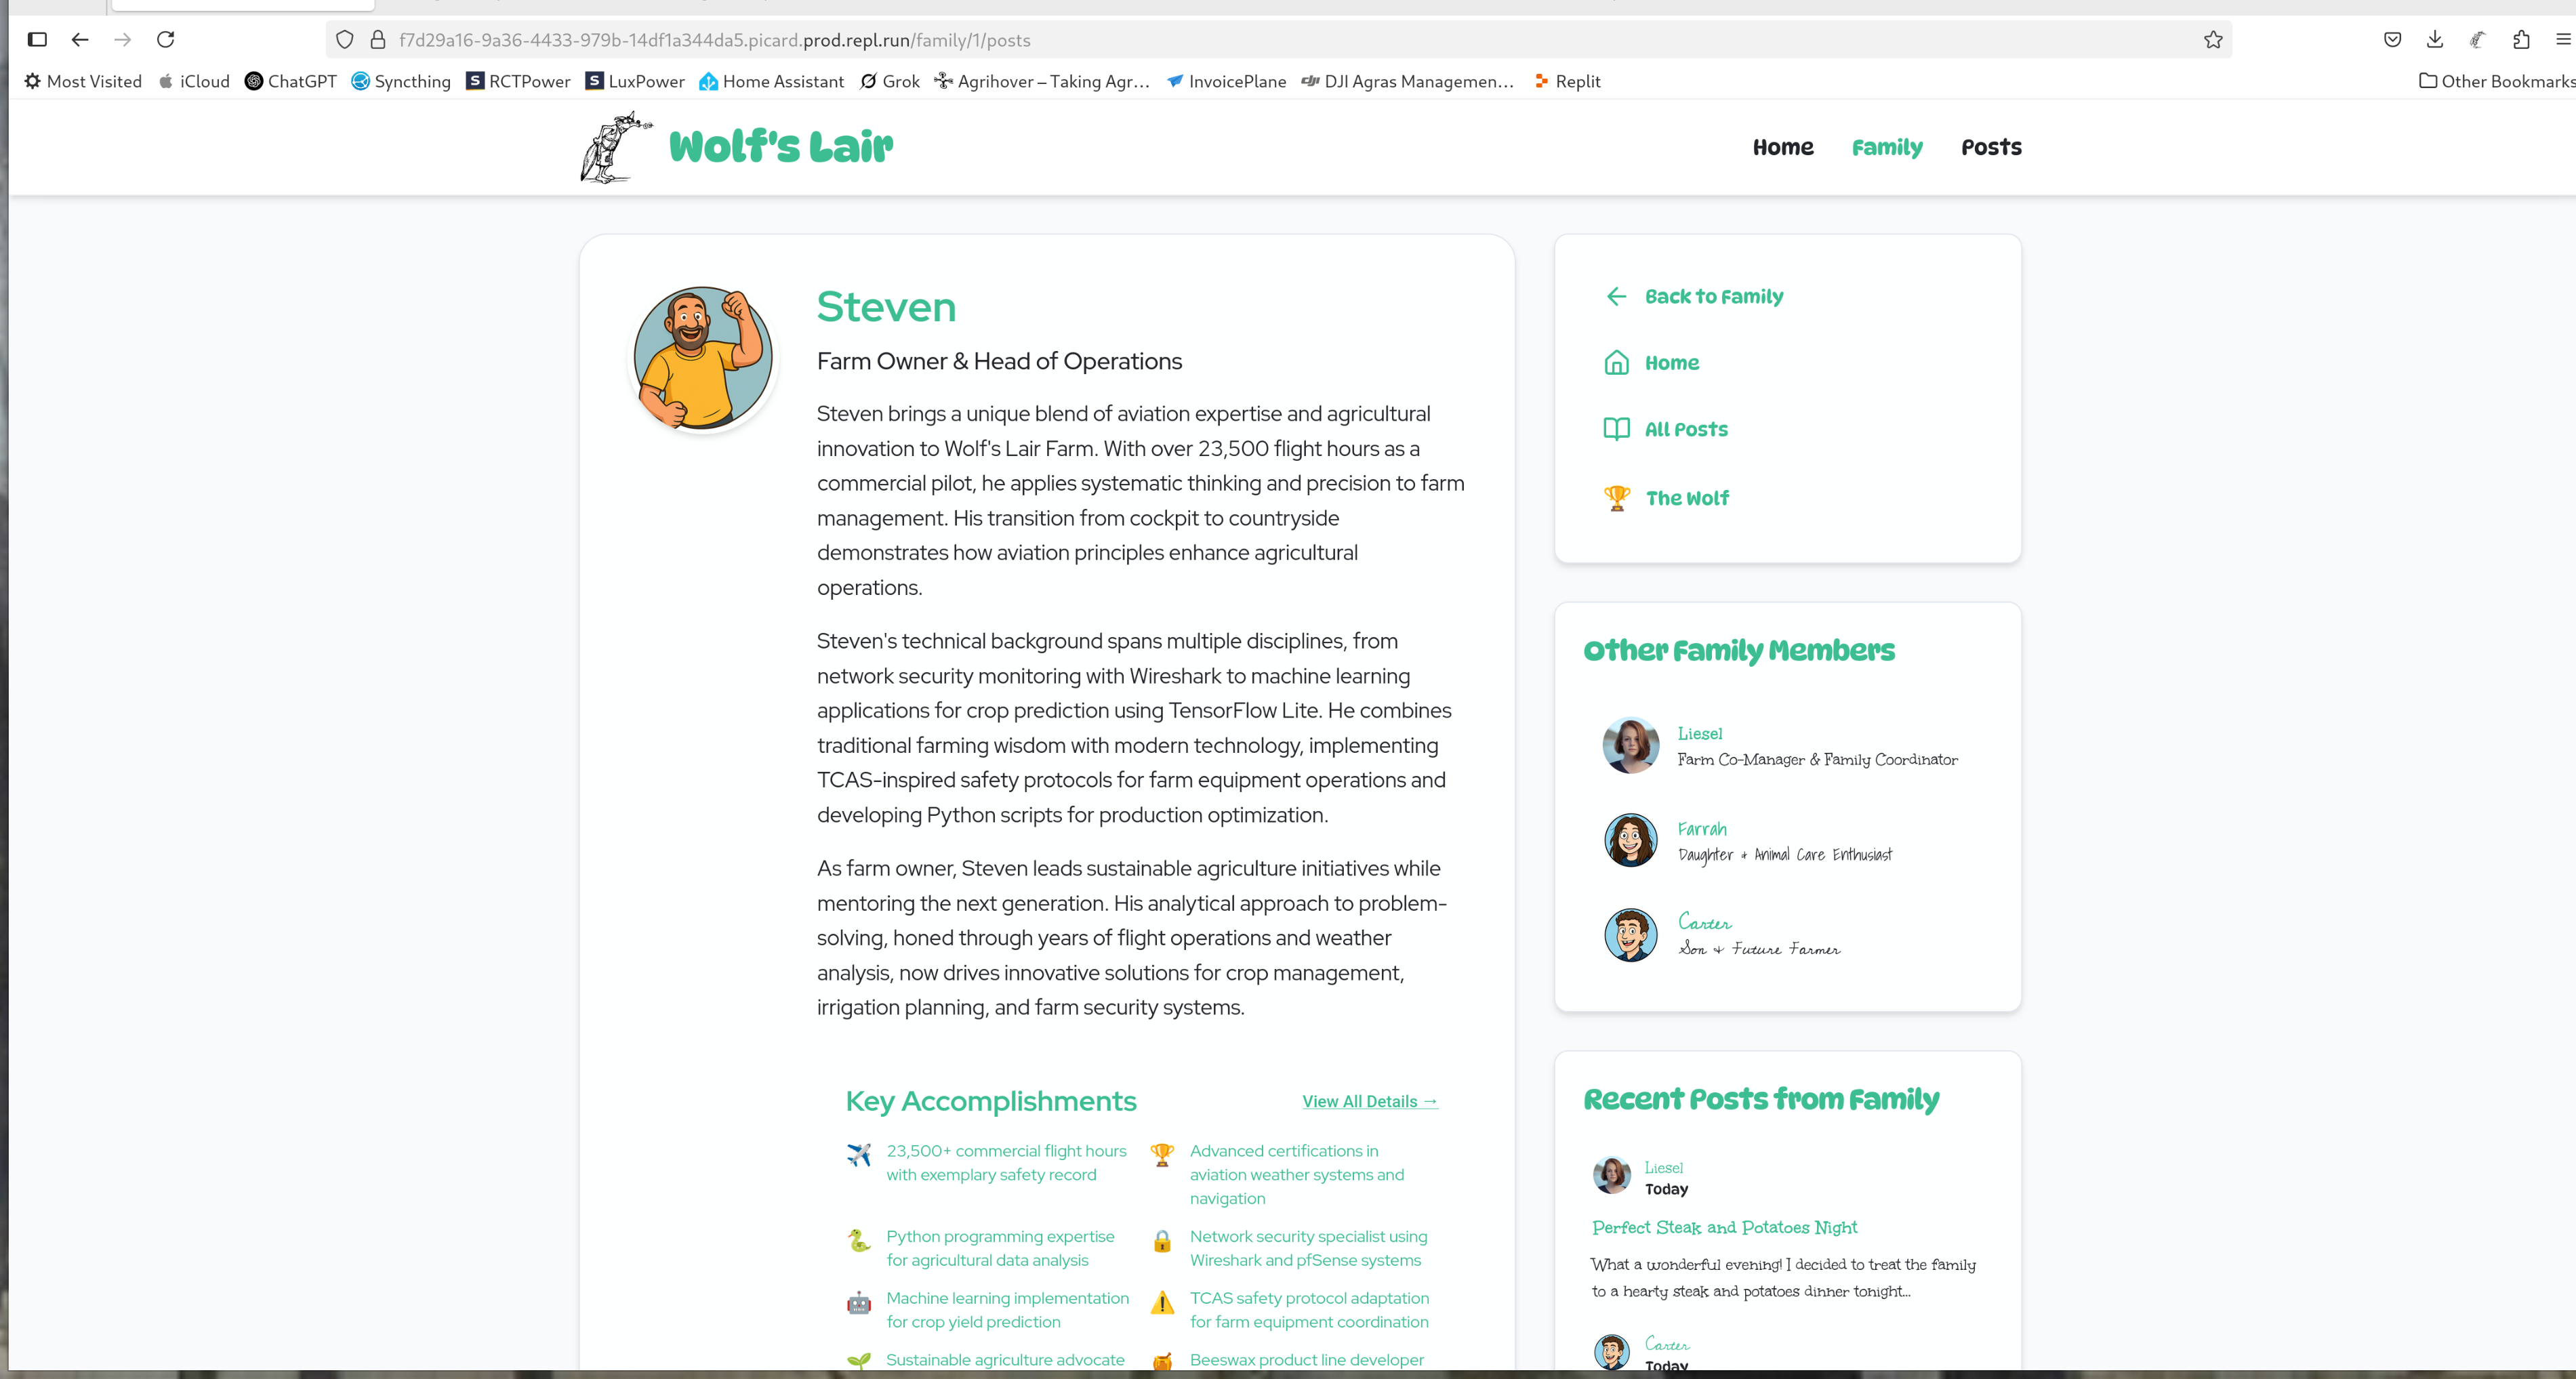 f7d29a16-9a36-4433-979b-14df1a344da5.picard.prod.repl.run/family/1/posts
Most Visited iCloud ChatGPT Syncthing RCTPower LuxPower Home Assistant Grok Agrihover – Taking Agr… InvoicePlane DJI Agras Managemen… Replit Other Bookmarks
Wolf's Lair
Home Family Posts
Steven
Farm Owner & Head of Operations
Steven brings a unique blend of aviation expertise and agricultural
innovation to Wolf's Lair Farm. With over 23,500 flight hours as a
commercial pilot, he applies systematic thinking and precision to farm
management. His transition from cockpit to countryside
demonstrates how aviation principles enhance agricultural
operations.
Steven's technical background spans multiple disciplines, from
network security monitoring with Wireshark to machine learning
applications for crop prediction using TensorFlow Lite. He combines
traditional farming wisdom with modern technology, implementing
TCAS-inspired safety protocols for farm equipment operations and
developing Python scripts for production optimization.
As farm owner, Steven leads sustainable agriculture initiatives while
mentoring the next generation. His analytical approach to problem-
solving, honed through years of flight operations and weather
analysis, now drives innovative solutions for crop management,
irrigation planning, and farm security systems.
Key Accomplishments
View All Details →
23,500+ commercial flight hours
with exemplary safety record
Advanced certifications in
aviation weather systems and
navigation
Python programming expertise
for agricultural data analysis
Network security specialist using
Wireshark and pfSense systems
Machine learning implementation
for crop yield prediction
TCAS safety protocol adaptation
for farm equipment coordination
Sustainable agriculture advocate
Beeswax product line developer
Back to Family
Home
All Posts
The Wolf
Other Family Members
Liesel
Farm Co-Manager & Family Coordinator
Farrah
Daughter & Animal Care Enthusiast
Carter
Son & Future Farmer
Recent Posts from Family
Liesel
Today
Perfect Steak and Potatoes Night
What a wonderful evening! I decided to treat the family
to a hearty steak and potatoes dinner tonight...
Carter
Today